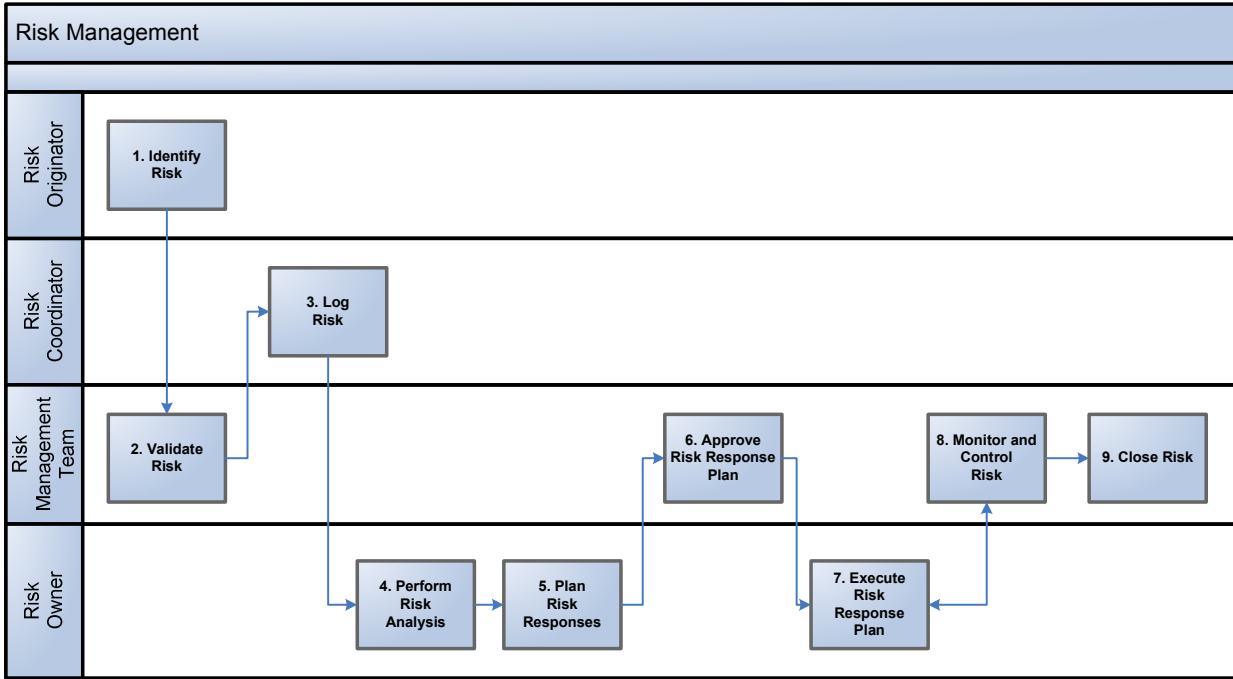 Risk Management
Risk
Originator
1. Identify
Risk
Risk
Coordinator
3. Log
Risk
Risk
Management
Team
2. Validate
Risk
6. Approve
Risk Response
Plan
8. Monitor and
Control
Risk
9. Close Risk
Risk
Owner
4. Perform
Risk
Analysis
5. Plan
Risk
Responses
7. Execute
Risk
Response
Plan